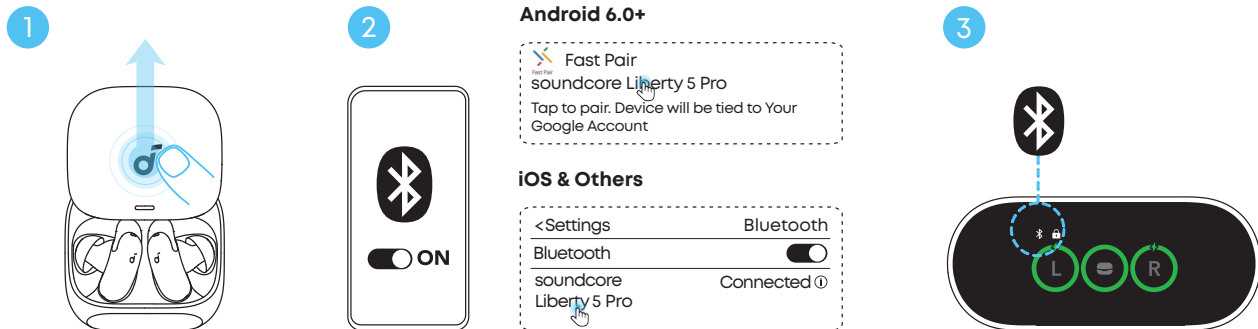 1
2
ON
Android 6.0+
Fast Pair
Fast Pair
soundcore Liberty 5 Pro
Tap to pair. Device will be tied to Your
Google Account
iOS & Others
<Settings Bluetooth
Bluetooth
soundcore Connected
Liberty 5 Pro
3
L R